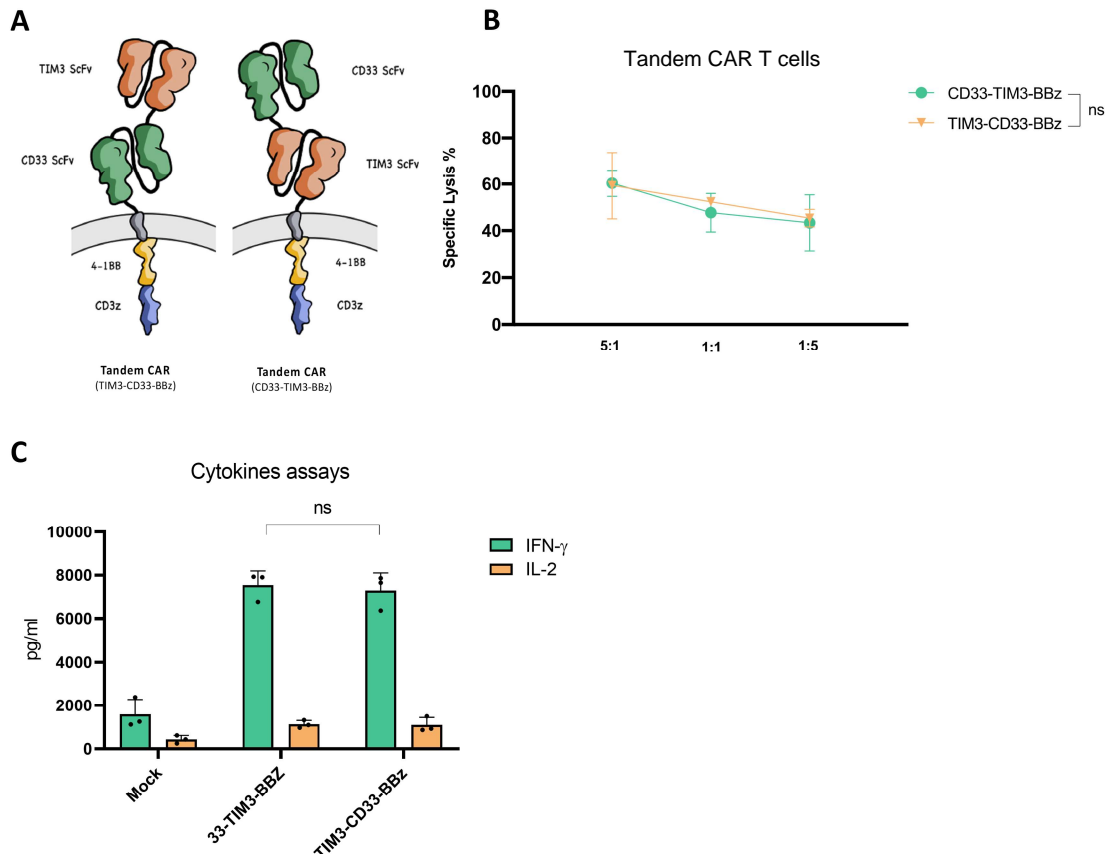 A
TIM3 ScFv
CD33 ScFv
CD33 ScFv
TIM3 ScFv
4-1BB
4-1BB
CD3z
CD3z
Tandem CAR
(TIM3-CD33-BBz)
Tandem CAR
(CD33-TIM3-BBz)
B
Tandem CAR T cells
CD33-TIM3-BBz
TIM3-CD33-BBz
ns
Specific Lysis %
100
80
60
40
20
0
5:1
1:1
1:5
C
Cytokines assays
ns
IFN-γ
IL-2
pg/ml
10000
8000
6000
4000
2000
0
Mock
33-TIM3-BBZ
TIM3-CD33-BBz